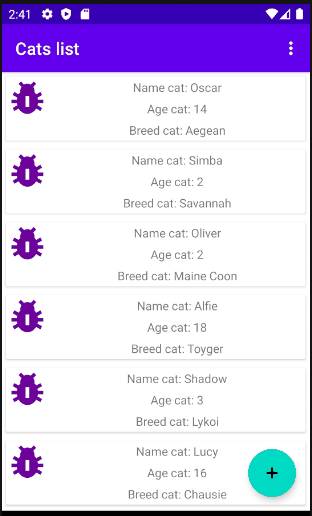 2:41
Cats list
Name cat: Oscar
Age cat: 14
Breed cat: Aegean
Name cat: Simba
Age cat: 2
Breed cat: Savannah
Name cat: Oliver
Age cat: 2
Breed cat: Maine Coon
Name cat: Alfie
Age cat: 18
Breed cat: Toyger
Name cat: Shadow
Age cat: 3
Breed cat: Lykoi
Name cat: Lucy
Age cat: 16
Breed cat: Chausie
+